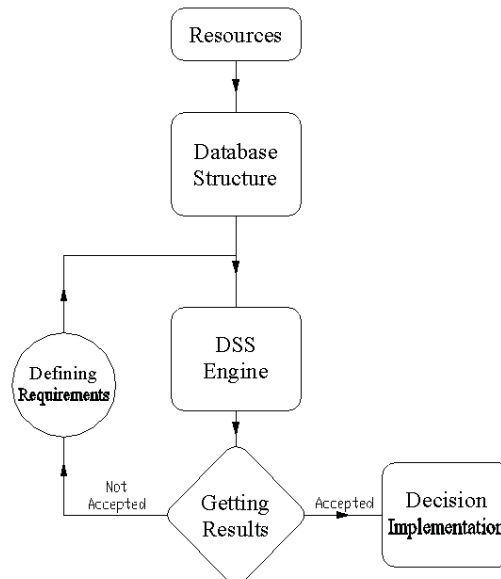 Resources
Database
Structure
DSS
Engine
Defining
Requirements
Not
Accepted
Getting
Results
Accepted
Decision
Implementation